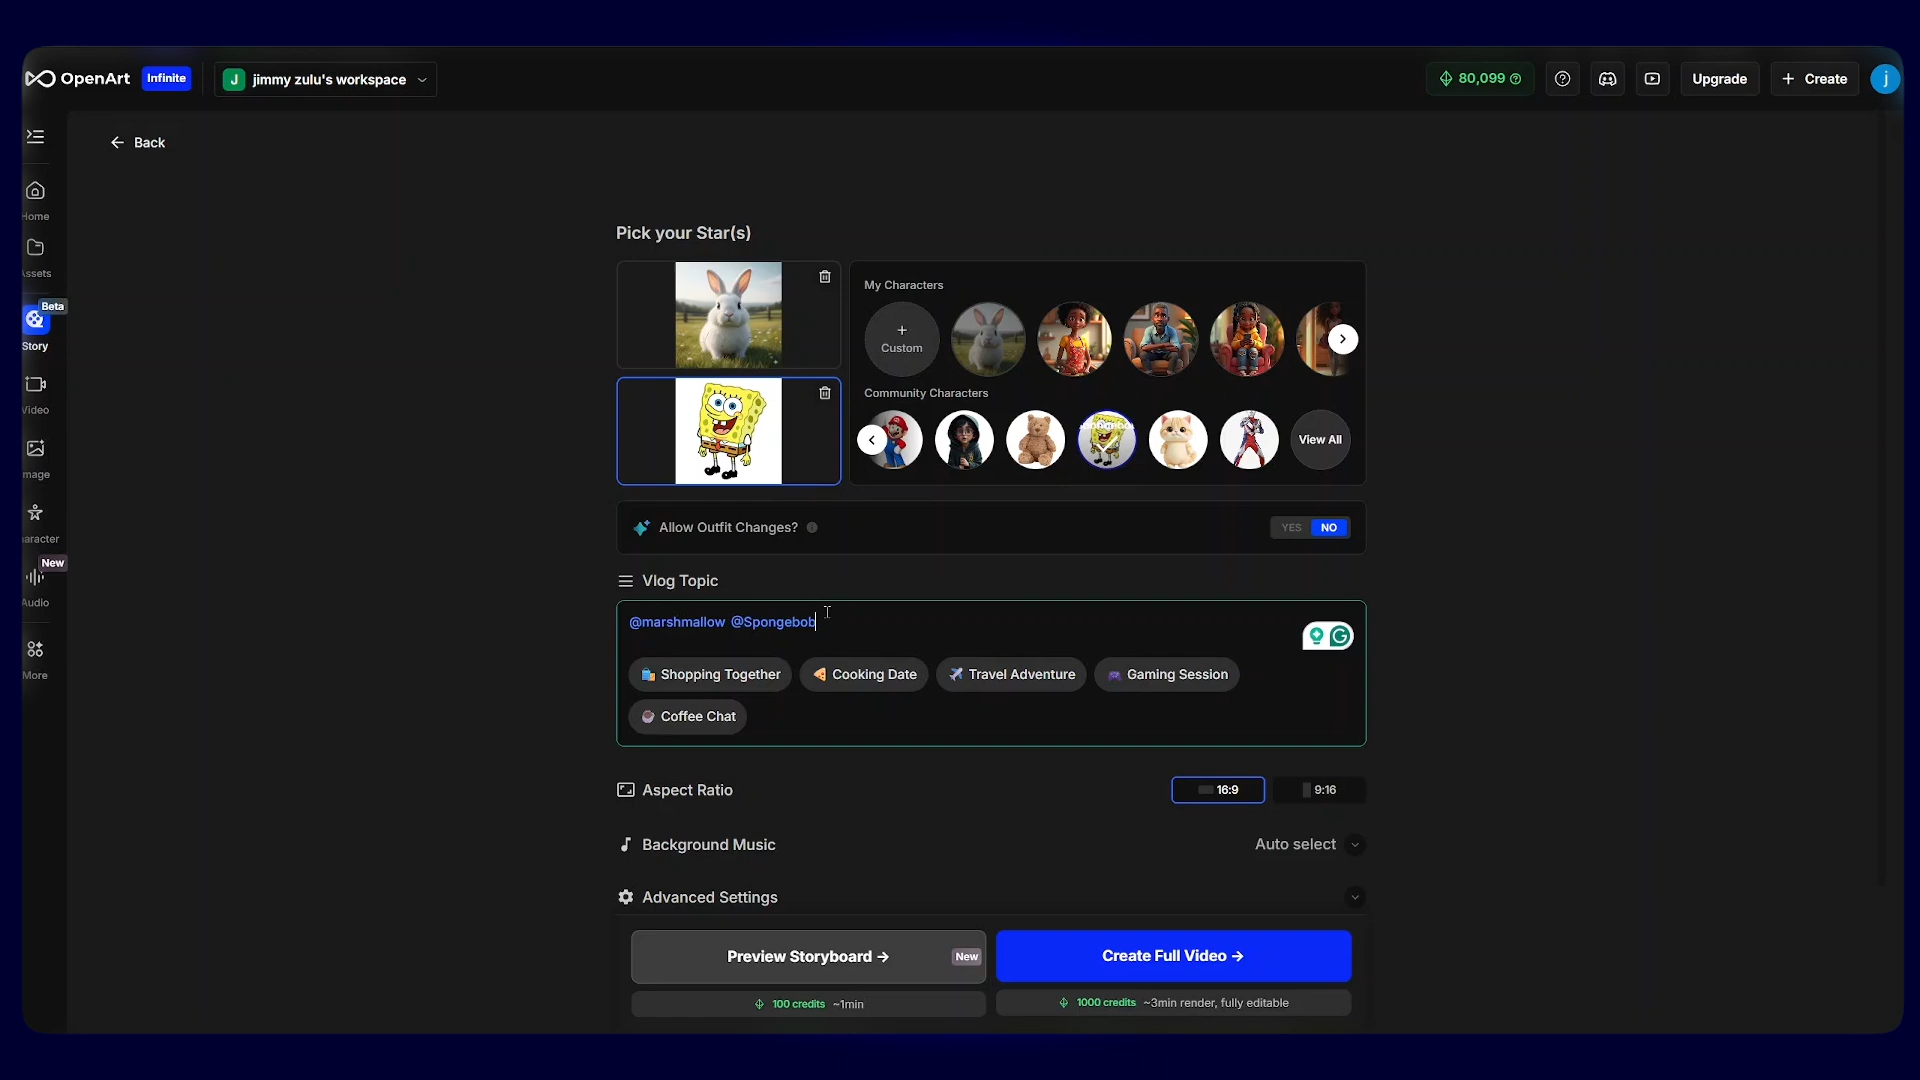 OpenArt Infinite J jimmy zulu's workspace 80,099 Upgrade + Create j
Back
Home
Assets
Beta
Story
Video
Image
Character
New
Audio
More
Pick your Star(s)
My Characters
+
Custom
Community Characters
View All
Allow Outfit Changes? YES NO
Vlog Topic
@marshmallow @Spongebob
Shopping Together Cooking Date Travel Adventure Gaming Session
Coffee Chat
Aspect Ratio 16:9 9:16
Background Music Auto select
Advanced Settings
Preview Storyboard → New Create Full Video →
100 credits ~1min 1000 credits ~3min render, fully editable